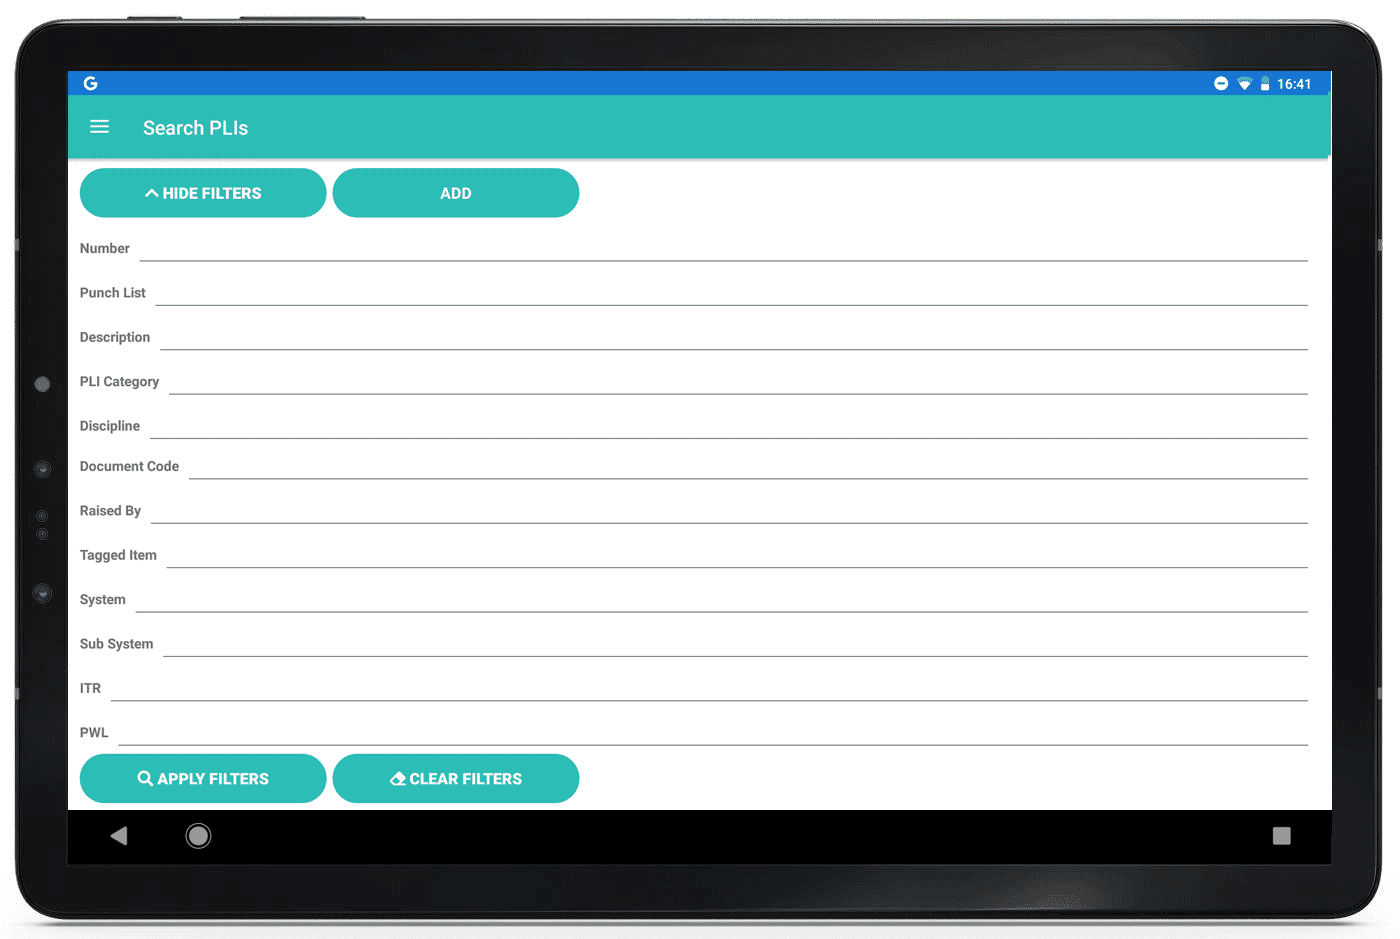 G 16:41
Search PLIs
HIDE FILTERS ADD
Number
Punch List
Description
PLI Category
Discipline
Document Code
Raised By
Tagged Item
System
Sub System
ITR
PWL
APPLY FILTERS CLEAR FILTERS